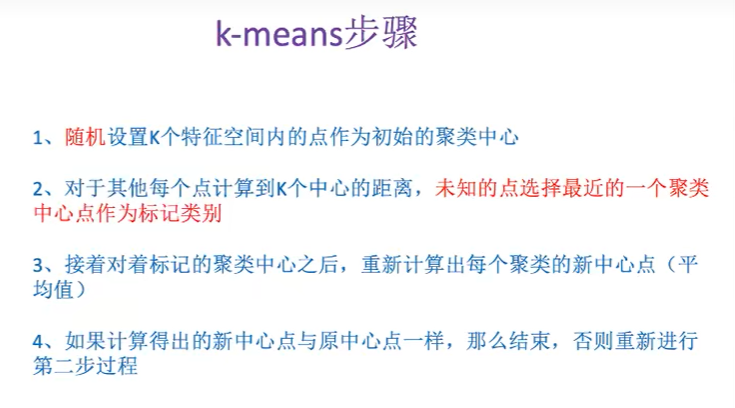 k-means步骤
1、随机设置K个特征空间内的点作为初始的聚类中心
2、对于其他每个点计算到K个中心的距离，未知的点选择最近的一个聚类
中心点作为标记类别
3、接着对着标记的聚类中心之后，重新计算出每个聚类的新中心点（平
均值）
4、如果计算得出的新中心点与原中心点一样，那么结束，否则重新进行
第二步过程